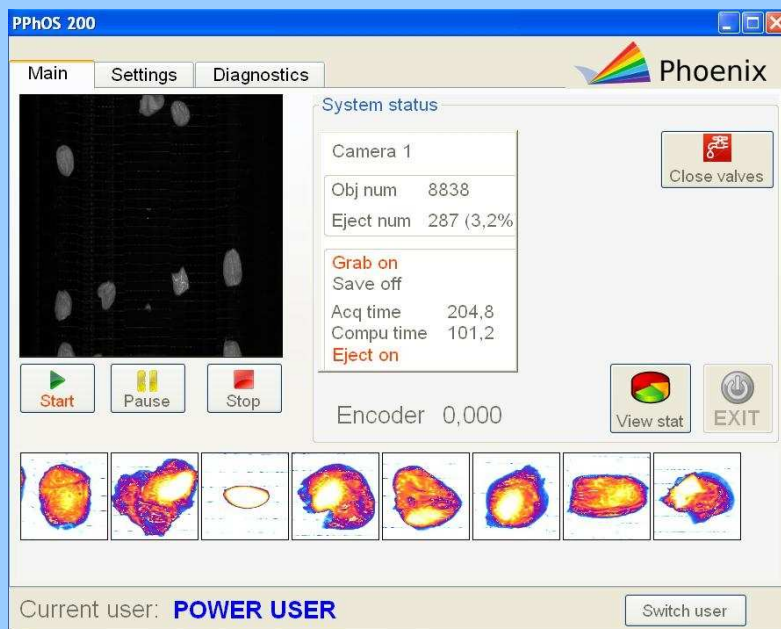 PPhOS 200
Main
Settings
Diagnostics
Phoenix
System status
Camera 1
Obj num 8838
Eject num 287 (3,2%
Grab on
Save off
Acq time 204,8
Compu time 101,2
Eject on
Close valves
Start
Pause
Stop
Encoder 0,000
View stat
EXIT
Current user: POWER USER
Switch user